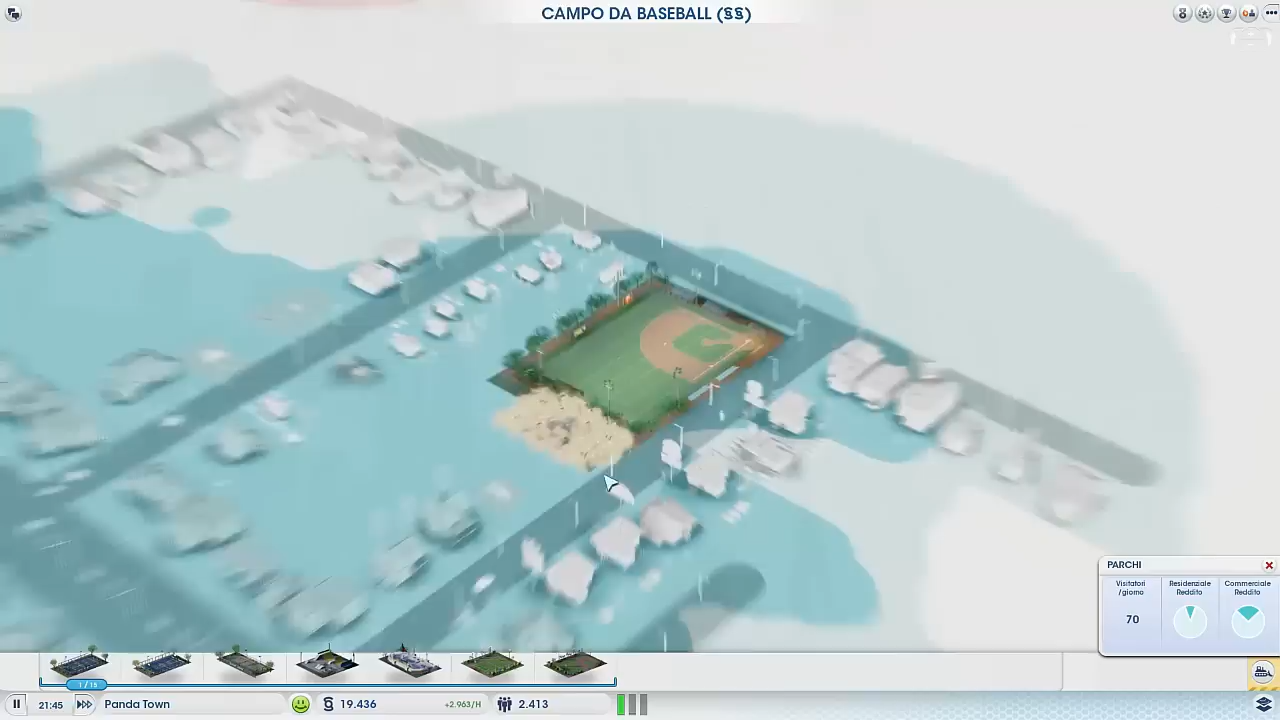 CAMPO DA BASEBALL (§§)
PARCHI
Visitatori /giorno
Residenziale Reddito
Commerciale Reddito
70
1 / 15
21:45
Panda Town
19.436
+2.963/H
2.413